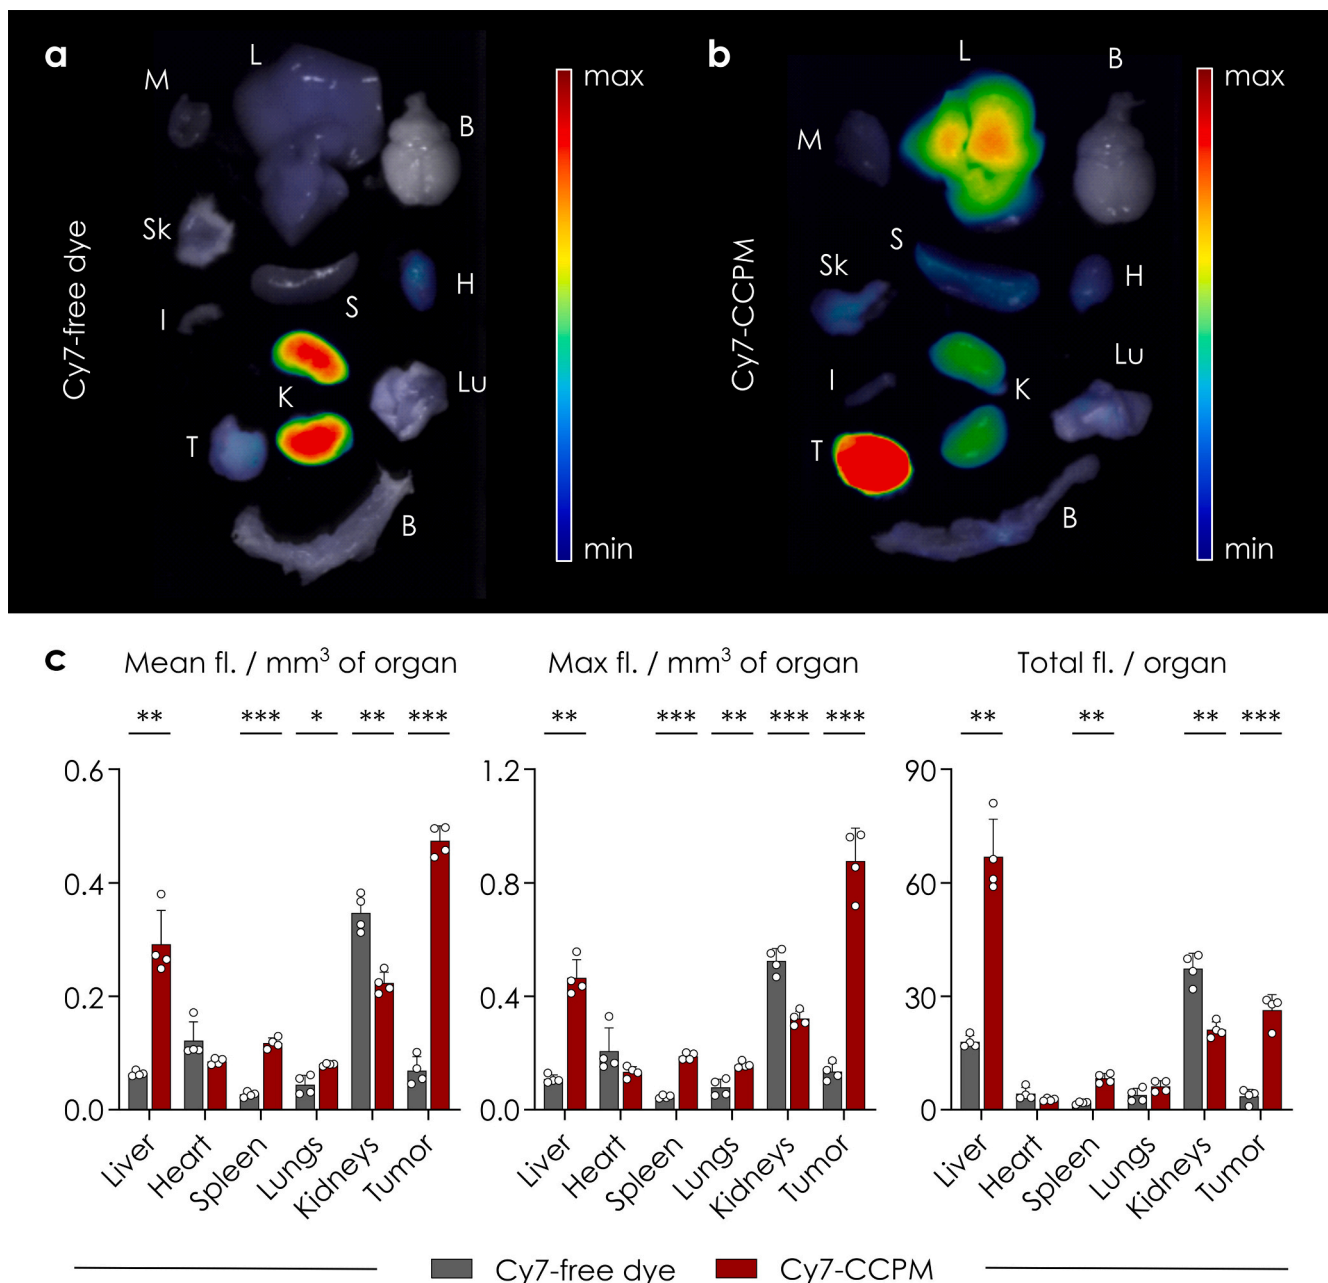 a
L
M
B
Sk
H
S
I
K
Lu
T
B
Cy7-free dye
max
min
b
L
B
M
S
Sk
H
Lu
I
K
T
B
Cy7-CCPM
max
min
c
Mean fl. / mm³ of organ
** *** * ** ***
0.6
0.4
0.2
0.0
Liver
Heart
Spleen
Lungs
Kidneys
Tumor
Max fl. / mm³ of organ
** *** ** *** ***
1.2
0.8
0.4
0.0
Liver
Heart
Spleen
Lungs
Kidneys
Tumor
Total fl. / organ
** ** ** ***
90
60
30
0
Liver
Heart
Spleen
Lungs
Kidneys
Tumor
Cy7-free dye
Cy7-CCPM